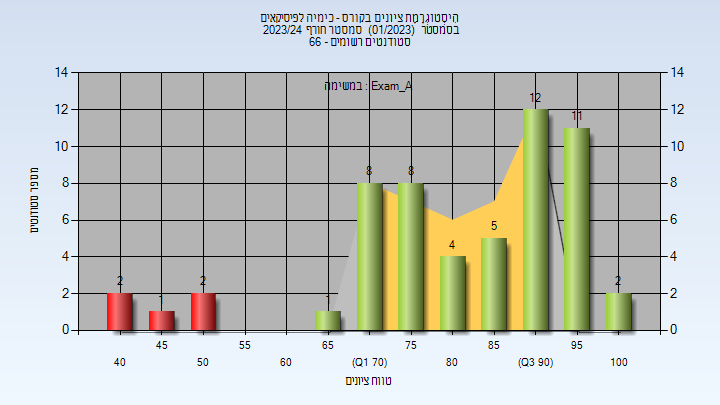 היסטוגרמת ציונים בקורס - כימיה לפיסיקאים
בסמסטר (01/2023) סמסטר חורף 2023/24
סטודנטים רשומים - 66
במשימה : Exam_A
14 14
12 12
10 10
8 8
6 6
4 4
2 2
0 0
מספר סטודנטים
2 1 2 1 8 8 4 5 12 11 2
45 55 65 75 85 95
40 50 60 (Q1 70) 80 (Q3 90) 100
טווח ציונים